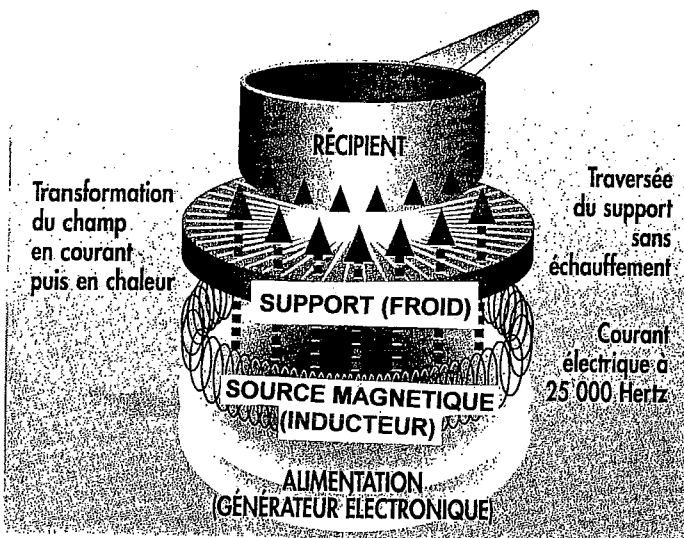 RÉCIPIENT
Transformation
du champ
en courant
puis en chaleur
Traversée
du support
sans
échauffement
SUPPORT (FROID)
Courant
électrique à
25 000 Hertz
SOURCE MAGNETIQUE
(INDUCTEUR)
ALIMENTATION
(GÉNÉRATEUR ÉLECTRONIQUE)